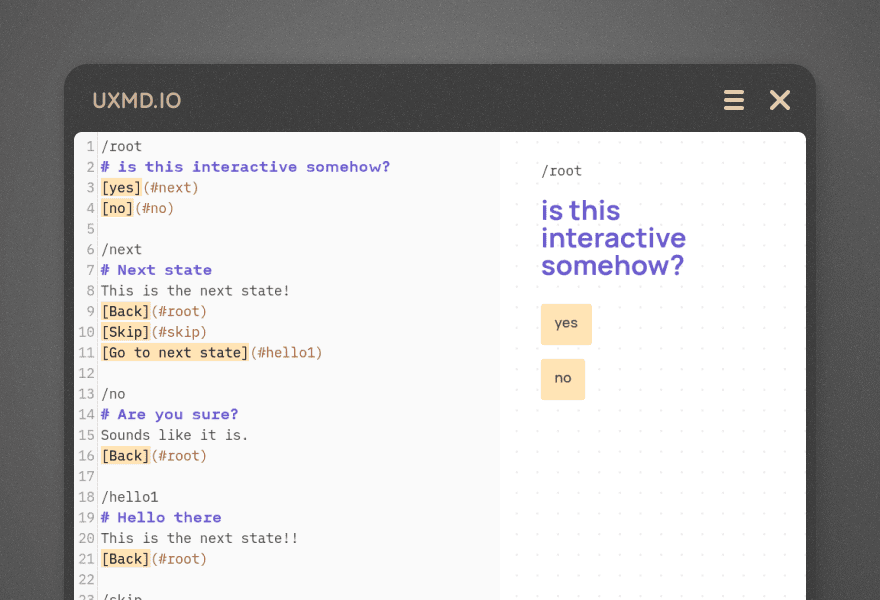 UXMD.IO
1 /root
2 # is this interactive somehow?
3 [yes](#next)
4 [no](#no)
5
6 /next
7 # Next state
8 This is the next state!
9 [Back](#root)
10 [Skip](#skip)
11 [Go to next state](#hello1)
12
13 /no
14 # Are you sure?
15 Sounds like it is.
16 [Back](#root)
17
18 /hello1
19 # Hello there
20 This is the next state!!
21 [Back](#root)
22
23 /skip
/root
is this
interactive
somehow?
yes
no